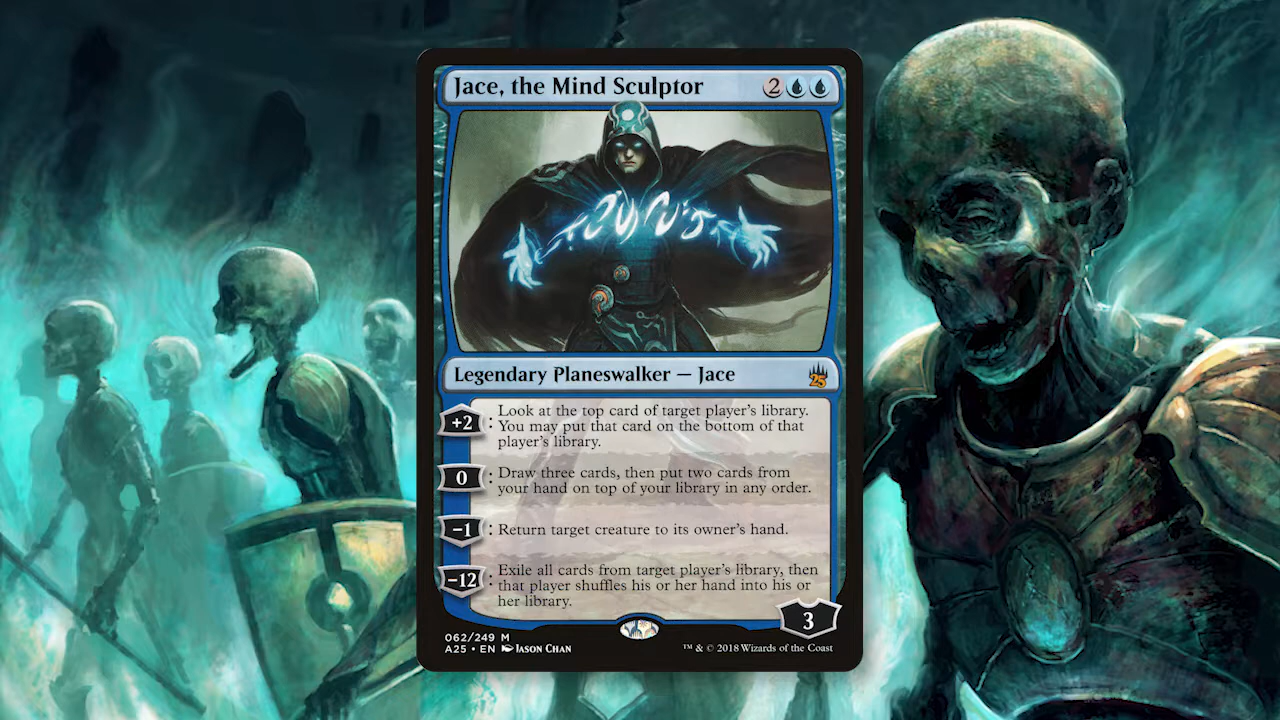 Jace, the Mind Sculptor 2
Legendary Planeswalker — Jace
25
+2: Look at the top card of target player's library.
You may put that card on the bottom of that
player's library.
0: Draw three cards, then put two cards from
your hand on top of your library in any order.
−1: Return target creature to its owner's hand.
−12: Exile all cards from target player's library, then
that player shuffles his or her hand into his or
her library.
3
062/249 M
A25 • EN Jason Chan
™ & © 2018 Wizards of the Coast